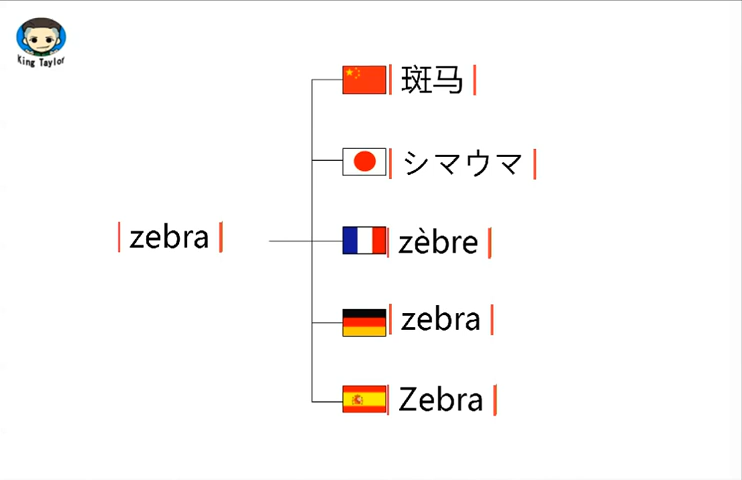 King Taylor
斑马
シマウマ
zebra
zèbre
zebra
Zebra